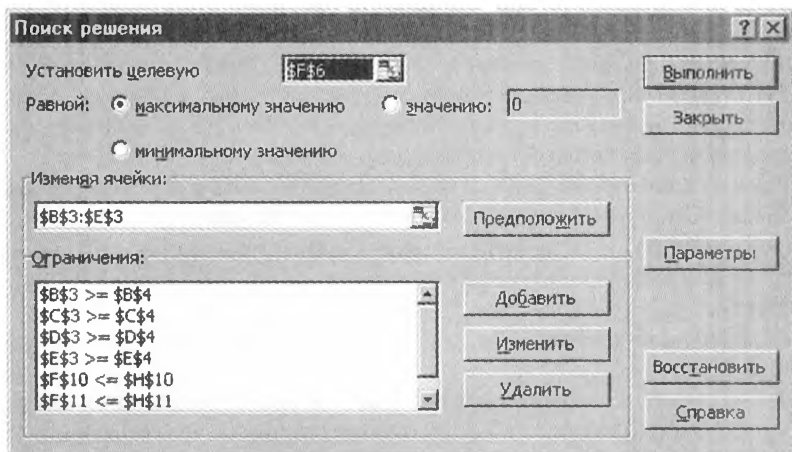 Поиск решения
Установить целевую $F$6 Выполнить
Равной: максимальному значению значению: 0 Закрыть
минимальному значению
Изменяя ячейки:
$B$3:$E$3 Предположить
Параметры
Ограничения:
$B$3 >= $B$4 Добавить
$C$3 >= $C$4
$D$3 >= $D$4 Изменить
$E$3 >= $E$4 Восстановить
$F$10 <= $H$10 Удалить
$F$11 <= $H$11 Справка